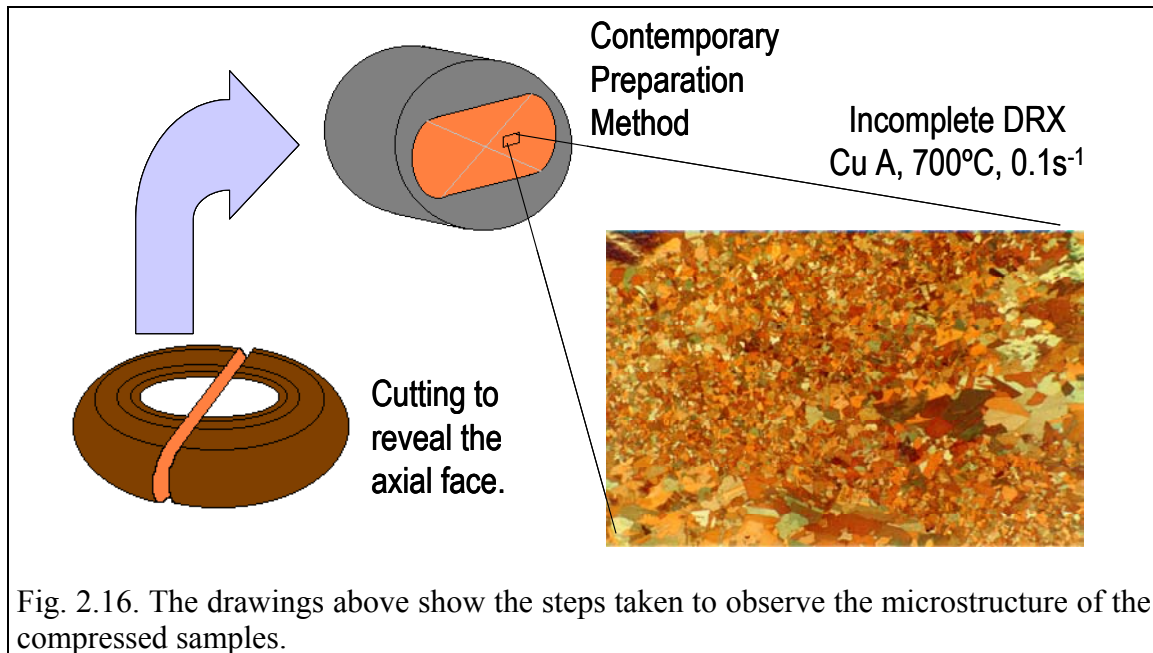 Contemporary
Preparation
Method
Incomplete DRX
Cu A, 700ºC, 0.1s⁻¹
Cutting to
reveal the
axial face.
Fig. 2.16. The drawings above show the steps taken to observe the microstructure of the
compressed samples.